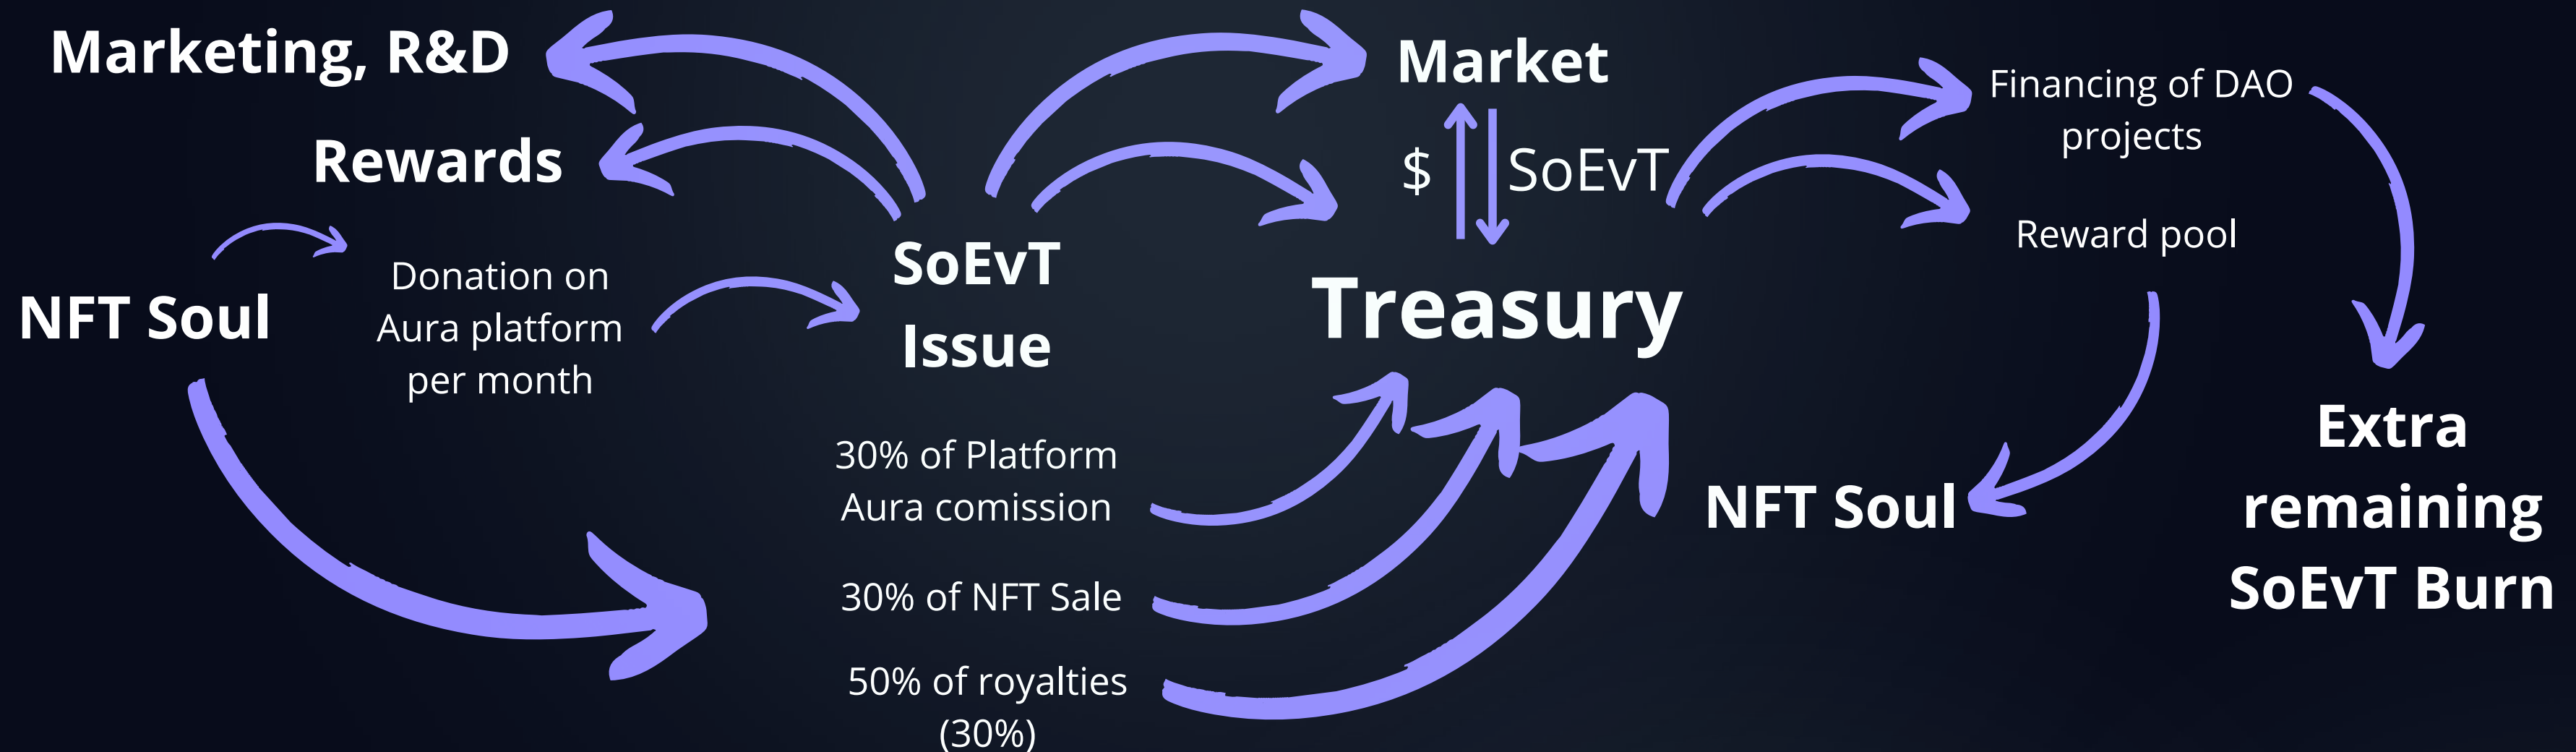 Marketing, R&D
Rewards
NFT Soul
Donation on
Aura platform
per month
SoEvT
Issue
30% of Platform
Aura comission
30% of NFT Sale
50% of royalties
(30%)
Market
$
SoEvT
Treasury
Financing of DAO
projects
Reward pool
NFT Soul
Extra
remaining
SoEvT Burn